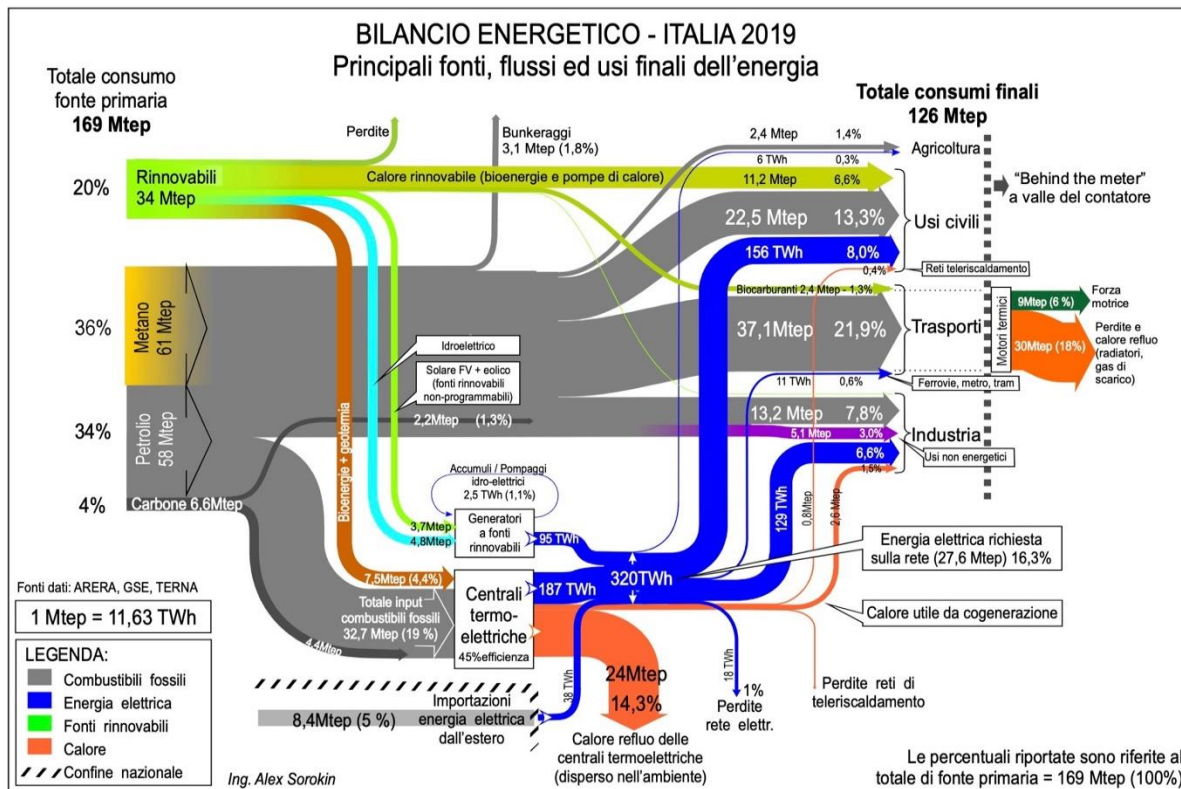 BILANCIO ENERGETICO - ITALIA 2019
Principali fonti, flussi ed usi finali dell'energia
Totale consumo
fonte primaria
169 Mtep
Totale consumi finali
126 Mtep
Perdite
Bunkeraggi
3,1 Mtep (1,8%)
2,4 Mtep 1,4%
Agricoltura
6 TWh 0,3%
20%
Rinnovabili
34 Mtep
Calore rinnovabile (bioenergie e pompe di calore)
11,2 Mtep 6,6%
"Behind the meter"
a valle del contatore
22,5 Mtep 13,3%
Usi civili
156 TWh 8,0%
0,4%
Reti teleriscaldamento
Biocarburanti 2,4 Mtep - 1,3%
36%
Metano
61 Mtep
37,1Mtep 21,9%
Trasporti
Motori termici
9Mtep (6 %)
Forza
motrice
30Mtep (18%)
Perdite e
calore refluo
(radiatori,
gas di
scarico)
Idroelettrico
Solare FV + eolico
(fonti rinnovabili
non-programmabili)
11 TWh 0,6%
Ferrovie, metro, tram
34%
Petrolio
58 Mtep
2,2Mtep (1,3%)
13,2 Mtep 7,8%
5,1 Mtep 3,0%
Industria
Usi non energetici
6,6%
1,5%
Bioenergie + geotermia
4%
Carbone 6.6Mtep
Accumuli / Pompaggi
idro-elettrici
2,5 TWh (1,1%)
129 TWh
0,8Mtep
2,6 Mtep
3,7Mtep
4,8Mtep
Generatori
a fonti
rinnovabili
95 TWh
Energia elettrica richiesta
sulla rete (27,6 Mtep) 16,3%
320TWh
Fonti dati: ARERA, GSE, TERNA
7,5Mtep (4,4%)
1 Mtep = 11,63 TWh
Totale input
combustibili fossili
32,7 Mtep (19 %)
Centrali
termo-
elettriche
45%efficienza
187 TWh
Calore utile da cogenerazione
4,4Mtep
LEGENDA:
Combustibili fossili
Energia elettrica
Fonti rinnovabili
Calore
Confine nazionale
24Mtep
14,3%
38 TWh
18 TWh
1%
Perdite
rete elettr.
Perdite reti di
teleriscaldamento
8,4Mtep (5 %)
Importazioni
energia elettrica
dall'estero
Calore refluo delle
centrali termoelettriche
(disperso nell'ambiente)
Ing. Alex Sorokin
Le percentuali riportate sono riferite al
totale di fonte primaria = 169 Mtep (100%)